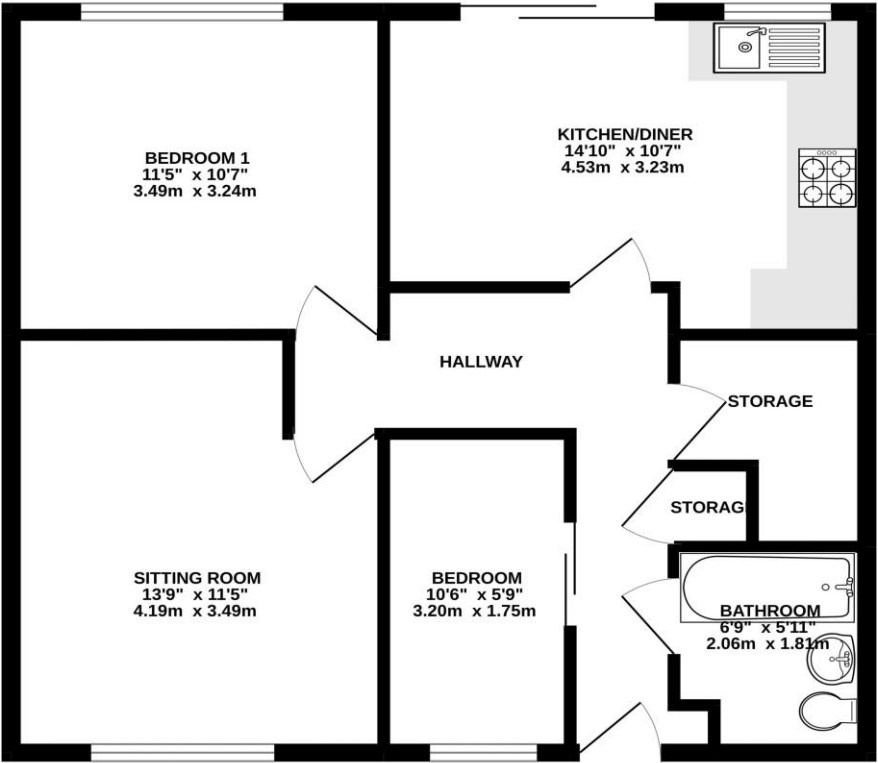 BEDROOM 1
11'5" x 10'7"
3.49m x 3.24m
KITCHEN/DINER
14'10" x 10'7"
4.53m x 3.23m
HALLWAY
STORAGE
STORAG
SITTING ROOM
13'9" x 11'5"
4.19m x 3.49m
BEDROOM
10'6" x 5'9"
3.20m x 1.75m
BATHROOM
6'9" x 5'11"
2.06m x 1.81m